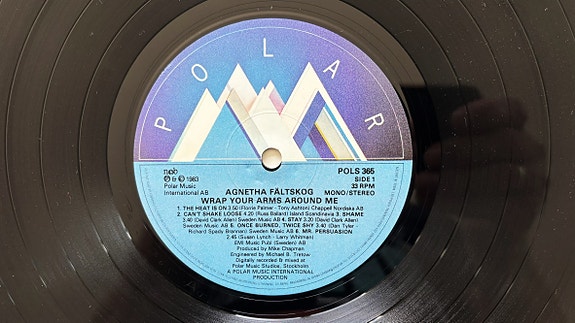 POLAR
ncb
℗ & © 1983
Polar Music
International AB
POLS 365
SIDE 1
33 RPM
MONO/STEREO
AGNETHA FÄLTSKOG
WRAP YOUR ARMS AROUND ME
1. THE HEAT IS ON 3.50 (Florrie Palmer - Tony Ashton) Chappell Nordiska AB
2. CAN'T SHAKE LOOSE 4.20 (Russ Ballard) Island Scandinavia 3. SHAME
3.40 (David Clark Allen) Sweden Music AB 4. STAY 3.40 (David Clark Allen)
Sweden Music AB 5. ONCE BURNED, TWICE SHY 3.40 (Dan Tyler
Richard Spady Brannan) Sweden Music AB 6. MR. PERSUASION
2.45 (Susan Lynch - Larry Whitman)
EMI Music Publ (Sweden) AB
Produced by Mike Chapman
Engineered by Michael B. Tretow
Digitally recorded & mixed at
Polar Music Studios, Stockholm
A POLAR MUSIC INTERNATIONAL
PRODUCTION